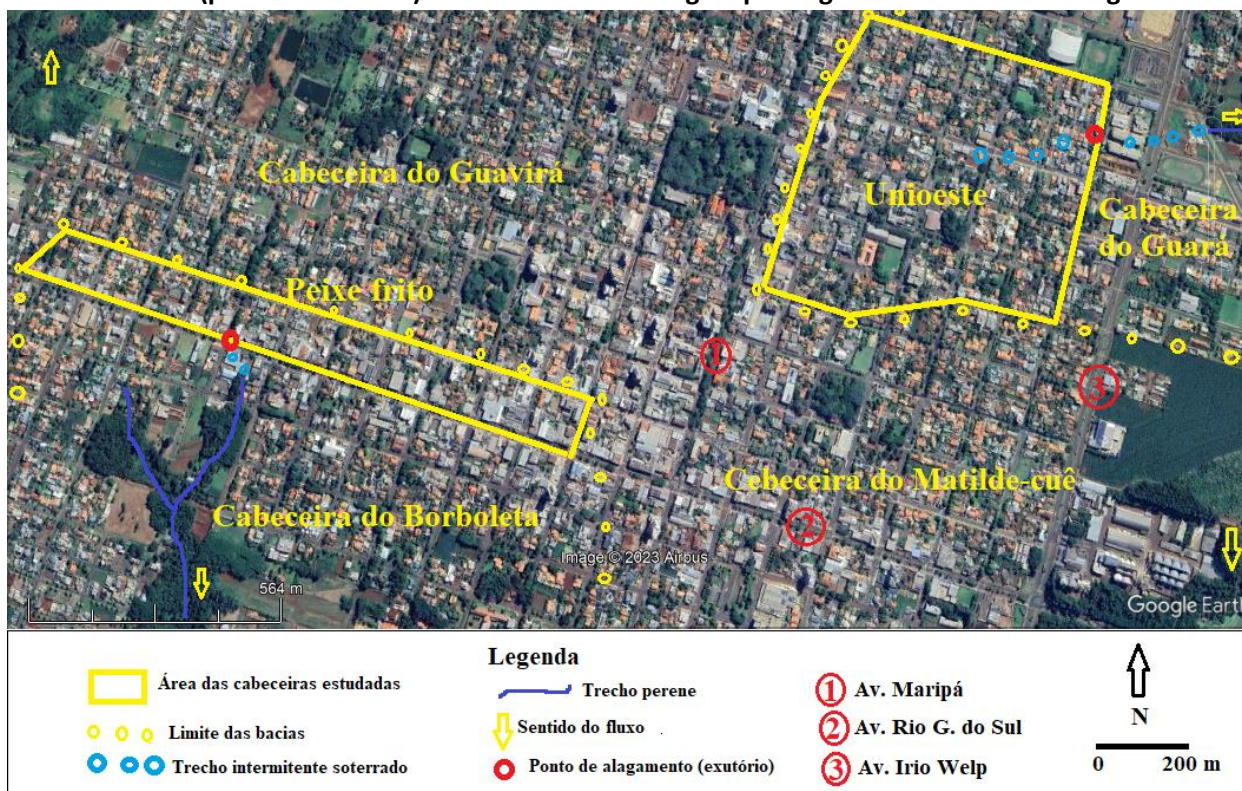 Cabeceira do Guavirá
Unioeste
Cabeceira
do Guará
Peixe frito
1
3
Cebeceira do Matilde-cuê
Cabeceira do Borboleta
2
Image © 2023 Airbus
564 m
Google Earth
Legenda
Área das cabeceiras estudadas
Limite das bacias
Trecho intermitente soterrado
Trecho perene
Sentido do fluxo
Ponto de alagamento (exutório)
1 Av. Maripá
2 Av. Rio G. do Sul
3 Av. Irio Welp
N
0 200 m